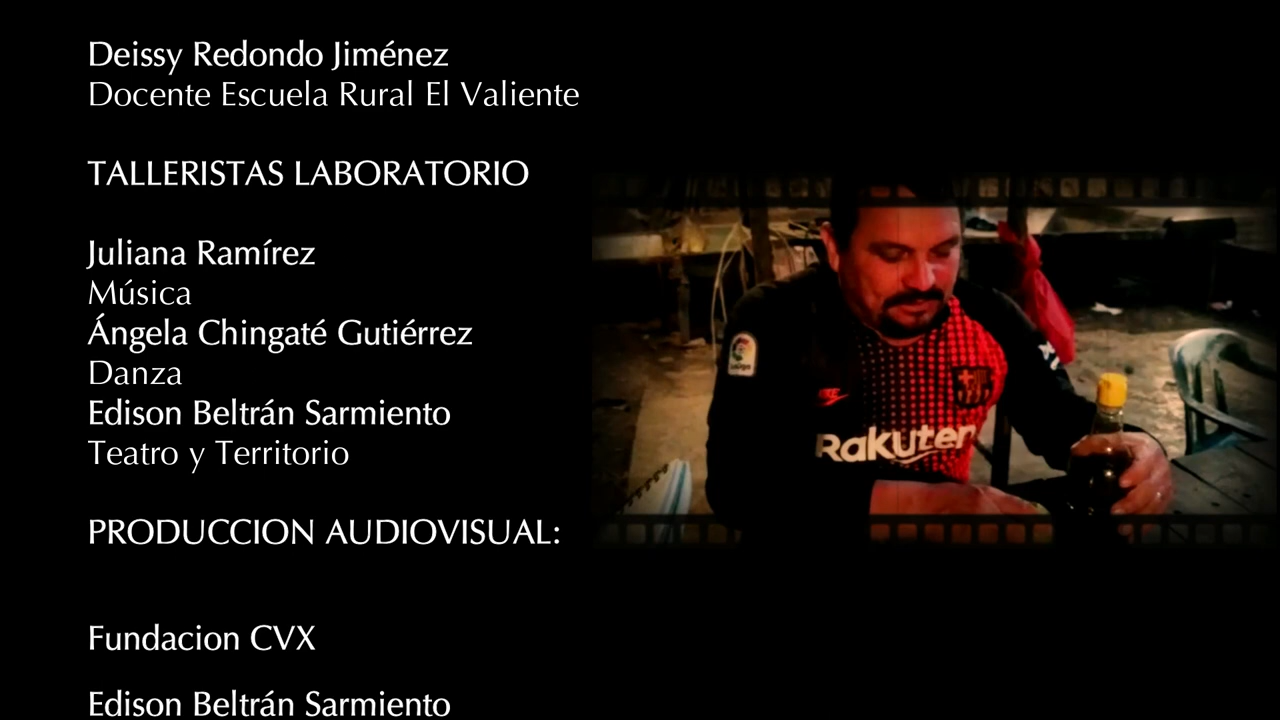 Deissy Redondo Jiménez
Docente Escuela Rural El Valiente
TALLERISTAS LABORATORIO
Juliana Ramírez
Música
Ángela Chingaté Gutiérrez
Danza
Edison Beltrán Sarmiento
Teatro y Territorio
PRODUCCION AUDIOVISUAL:
Fundacion CVX
Edison Beltrán Sarmiento
Rakuten